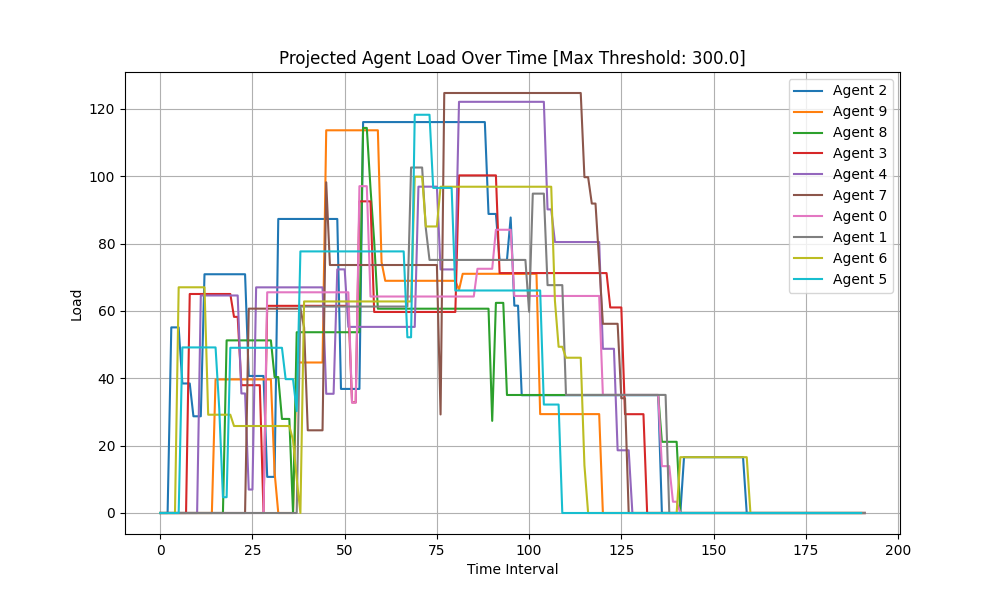 Projected Agent Load Over Time [Max Threshold: 300.0]
Load
120
100
80
60
40
20
0
0 25 50 75 100 125 150 175 200
Time Interval
Agent 2
Agent 9
Agent 8
Agent 3
Agent 4
Agent 7
Agent 0
Agent 1
Agent 6
Agent 5